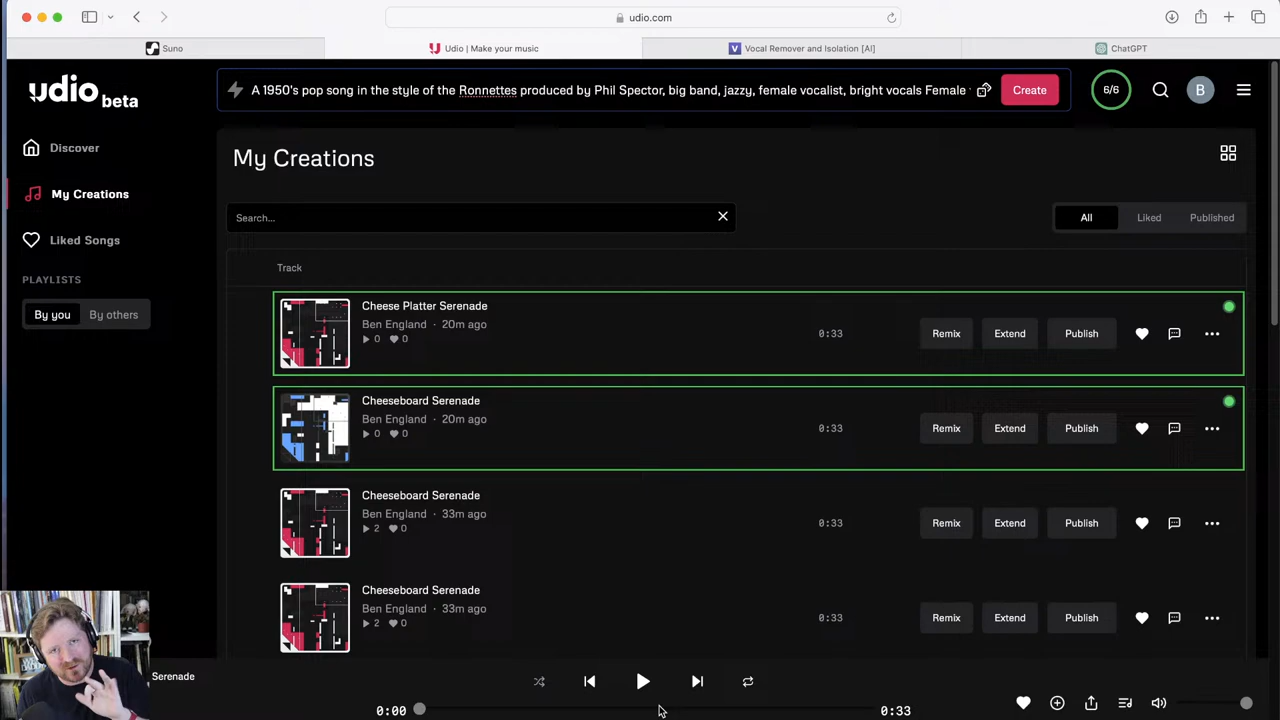 udio.com
Suno
Udio | Make your music
Vocal Remover and Isolation [AI]
ChatGPT
udio beta
A 1950's pop song in the style of the Ronnettes produced by Phil Spector, big band, jazzy, female vocalist, bright vocals Female
Create
6/6
B
Discover
My Creations
Liked Songs
PLAYLISTS
By you
By others
My Creations
Search...
All
Liked
Published
Track
Cheese Platter Serenade
Ben England · 20m ago
0
0
0:33
Remix
Extend
Publish
Cheeseboard Serenade
Ben England · 20m ago
0
0
0:33
Remix
Extend
Publish
Cheeseboard Serenade
Ben England · 33m ago
2
0
0:33
Remix
Extend
Publish
Cheeseboard Serenade
Ben England · 33m ago
2
0
0:33
Remix
Extend
Publish
Serenade
0:00
0:33